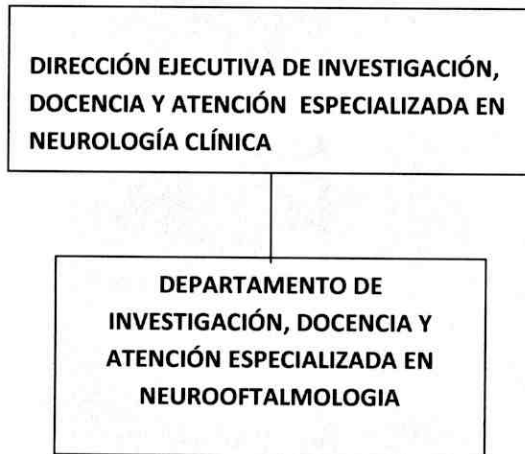 DIRECCIÓN EJECUTIVA DE INVESTIGACIÓN,
DOCENCIA Y ATENCIÓN ESPECIALIZADA EN
NEUROLOGÍA CLÍNICA
DEPARTAMENTO DE
INVESTIGACIÓN, DOCENCIA Y
ATENCIÓN ESPECIALIZADA EN
NEUROOFTALMOLOGIA